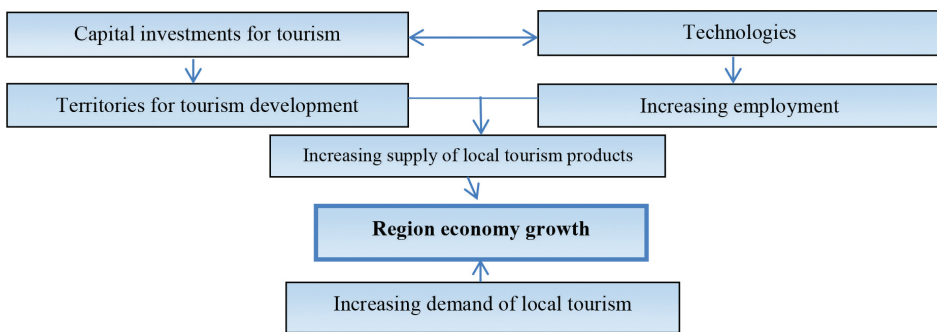 Capital investments for tourism
Technologies
Territories for tourism development
Increasing employment
Increasing supply of local tourism products
Region economy growth
Increasing demand of local tourism